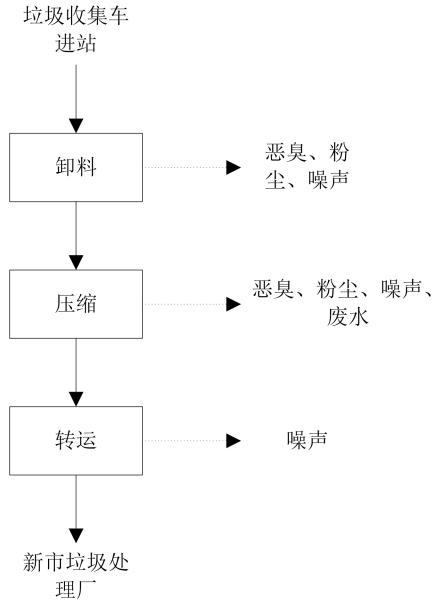 垃圾收集车
进站
卸料
恶臭、粉
尘、噪声
压缩
恶臭、粉尘、噪声、
废水
转运
噪声
新市垃圾处
理厂